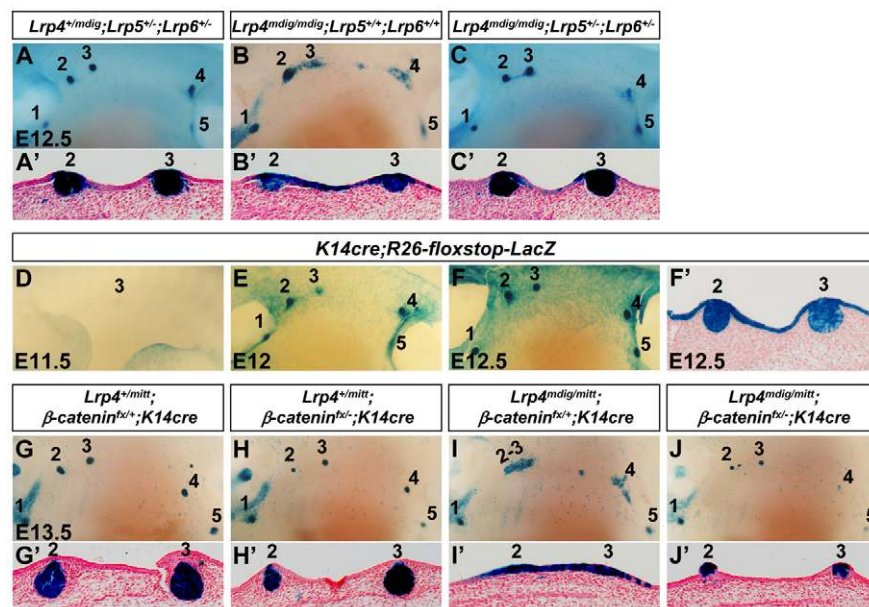 Lrp4+/mdig;Lrp5+/-;Lrp6+/-
Lrp4mdig/mdig;Lrp5+/+;Lrp6+/+
Lrp4mdig/mdig;Lrp5+/-;Lrp6+/-
A 2 3 4 1 5 E12.5
B 2 3 4 1 5
C 2 3 4 1 5
A' 2 3
B' 2 3
C' 2 3
K14cre;R26-floxstop-LacZ
D 3 E11.5
E 2 3 4 1 5 E12
F 2 3 4 1 5 E12.5
F' 2 3 E12.5
Lrp4+/mitt;
β-cateninfx/+;K14cre
Lrp4+/mitt;
β-cateninfx/-;K14cre
Lrp4mdig/mitt;
β-cateninfx/+;K14cre
Lrp4mdig/mitt;
β-cateninfx/-;K14cre
G 2 3 4 1 5 E13.5
H 2 3 4 1 5
I 2-3 4 1 5
J 2 3 4 1 5
G' 2 3
H' 2 3
I' 2 3
J' 2 3